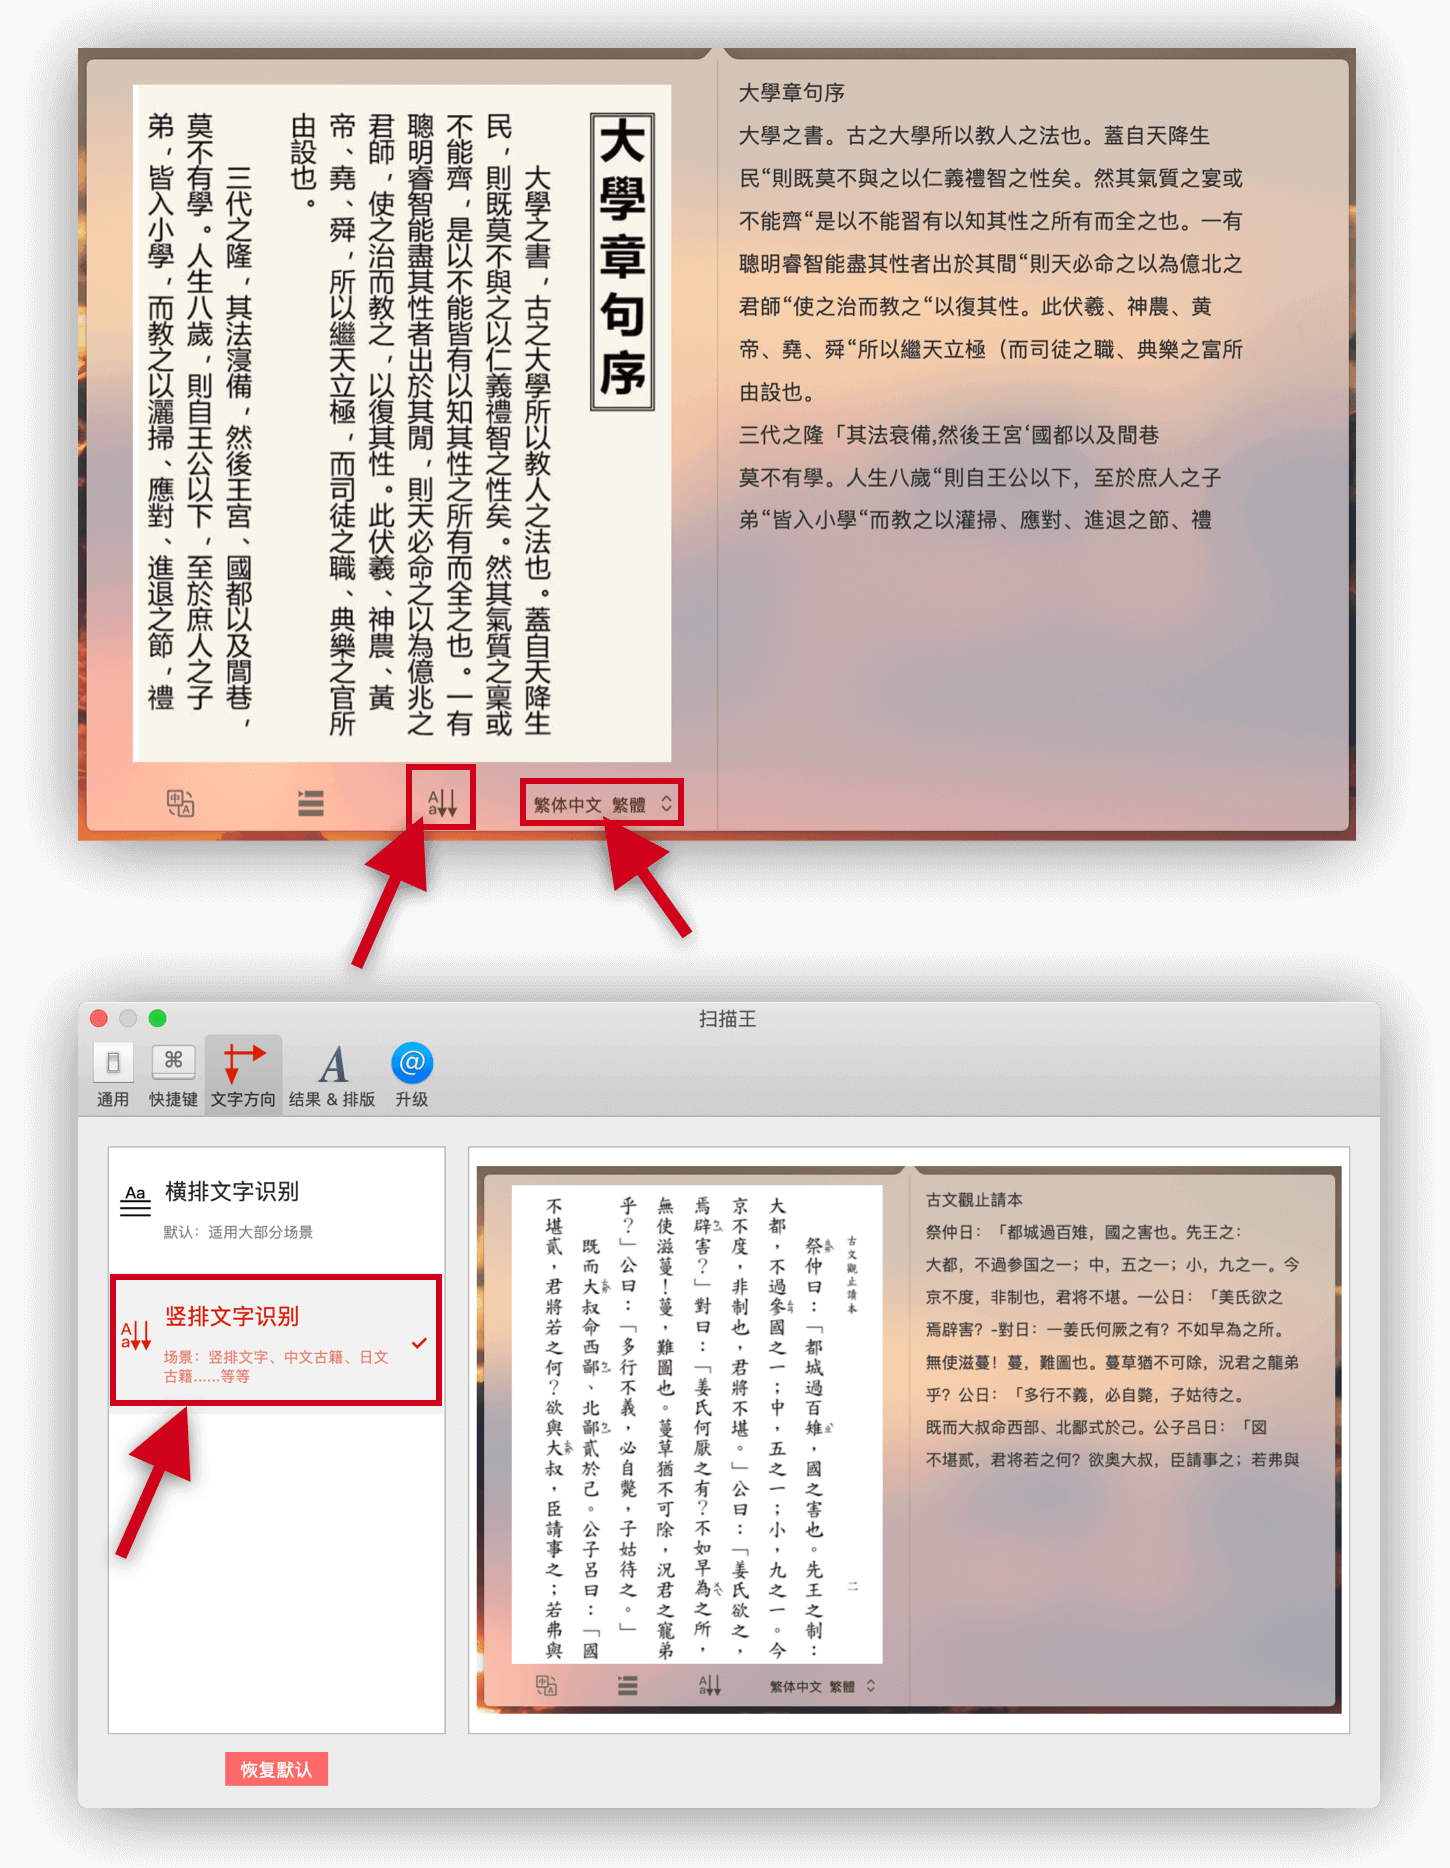 大學章句序
大學之書，古之大學所以教人之法也。蓋自天降生
民，則既莫不與之以仁義禮智之性矣。然其氣質之稟或
不能齊，是以不能皆有以知其性之所有而全之也。一有
聰明睿智能盡其性者出於其閒，則天必命之以為億兆之
君師，使之治而教之，以復其性。此伏羲、神農、黃
帝、堯、舜，所以繼天立極，而司徒之職、典樂之官所
由設也。
三代之隆，其法寖備，然後王宮、國都以及閭巷，
莫不有學。人生八歲，則自王公以下，至於庶人之子
弟，皆入小學，而教之以灑掃、應對、進退之節，禮
中 A
A a
繁体中文 繁體
大學章句序
大學之書。古之大學所以教人之法也。蓋自天降生
民“則既莫不與之以仁義禮智之性矣。然其氣質之宴或
不能齊“是以不能習有以知其性之所有而全之也。一有
聰明睿智能盡其性者出於其間“則天必命之以為億北之
君師“使之治而教之“以復其性。此伏羲、神農、黄
帝、堯、舜“所以繼天立極（而司徒之職、典樂之富所
由設也。
三代之隆「其法衰備,然後王宮‘國都以及間巷
莫不有學。人生八歲“則自王公以下，至於庶人之子
弟“皆入小學“而教之以灌掃、應對、進退之節、禮
扫描王
通用
⌘ 快捷键
文字方向
A 结果 & 排版
@ 升级
Aa 横排文字识别
默认：适用大部分场景
A a 竖排文字识别
场景：竖排文字、中文古籍、日文
古籍......等等
恢复默认
古文觀止讀本 二
祭仲曰：「都城過百雉，國之害也。先王之制：
大都，不過參國之一；中，五之一；小，九之一。今
京不度，非制也，君將不堪。」公曰：「姜氏欲之，
焉辟害？」對曰：「姜氏何厭之有？不如早為之所，
無使滋蔓！蔓，難圖也。蔓草猶不可除，況君之寵弟
乎？」公曰：「多行不義，必自斃，子姑待之。」
既而大叔命西鄙、北鄙貳於己。公子呂曰：「國
不堪貳，君將若之何？欲與大叔，臣請事之；若弗與
中 A
A a
繁体中文 繁體
古文觀止請本
祭仲日：「都城過百雉，國之害也。先王之：
大都，不過参国之一；中，五之一；小，九之一。今
京不度，非制也，君将不堪。一公日：「美氏欲之
焉辟害？-對日：一姜氏何厥之有？不如早為之所。
無使滋蔓！蔓，難圖也。蔓草猶不可除，況君之龍弟
乎？公日：「多行不義，必自斃，子姑待之。
既而大叔命西部、北鄙式於己。公子吕日：「図
不堪贰，君将若之何？欲奥大叔，臣請事之；若弗與